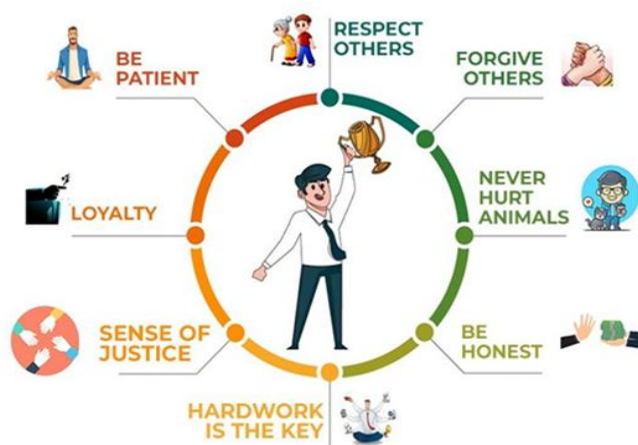 RESPECT
OTHERS
FORGIVE
OTHERS
NEVER
HURT
ANIMALS
BE
HONEST
HARDWORK
IS THE KEY
SENSE OF
JUSTICE
LOYALTY
BE
PATIENT